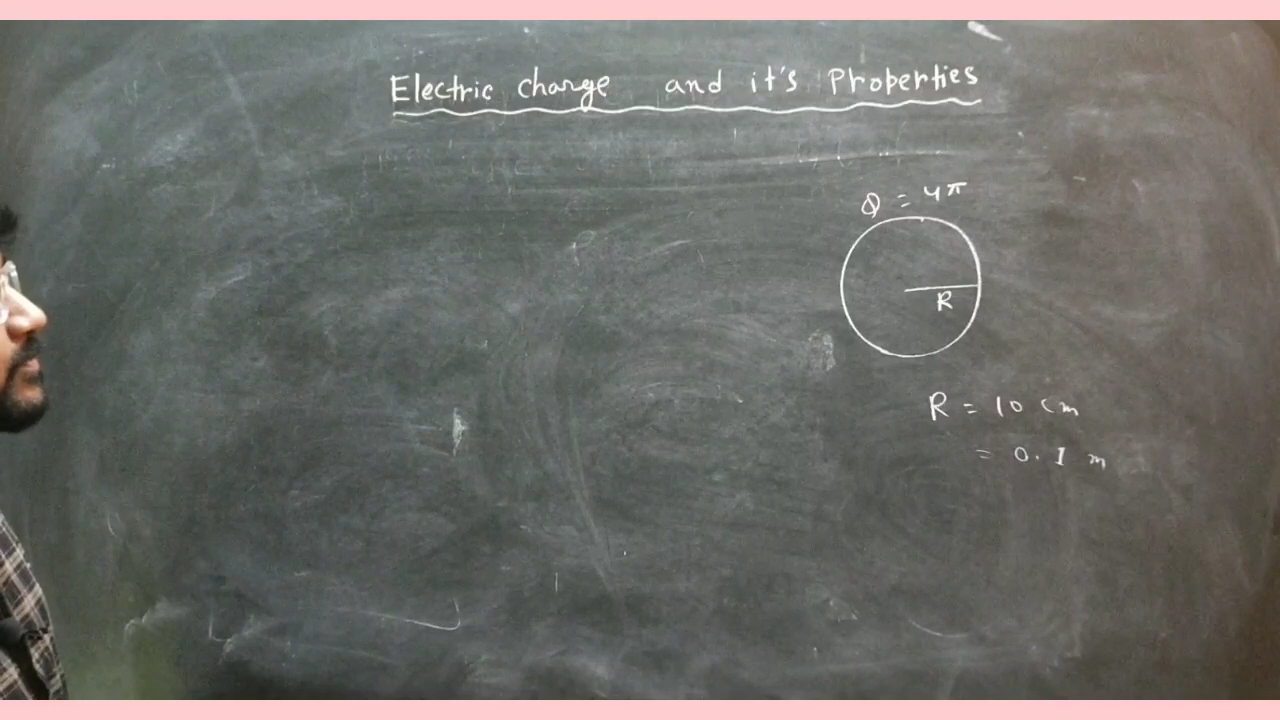 Electric charge and it's Properties
Q = 4π
R
R = 10 cm
= 0.1 m